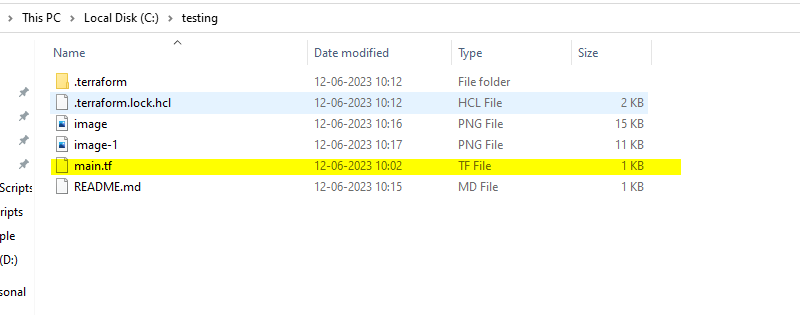 This PC > Local Disk (C:) > testing
Name Date modified Type Size
.terraform 12-06-2023 10:12 File folder
.terraform.lock.hcl 12-06-2023 10:12 HCL File 2 KB
image 12-06-2023 10:16 PNG File 15 KB
image-1 12-06-2023 10:17 PNG File 11 KB
main.tf 12-06-2023 10:02 TF File 1 KB
Scripts README.md 12-06-2023 10:15 MD File 1 KB
ripts
ple
(D:)
sonal